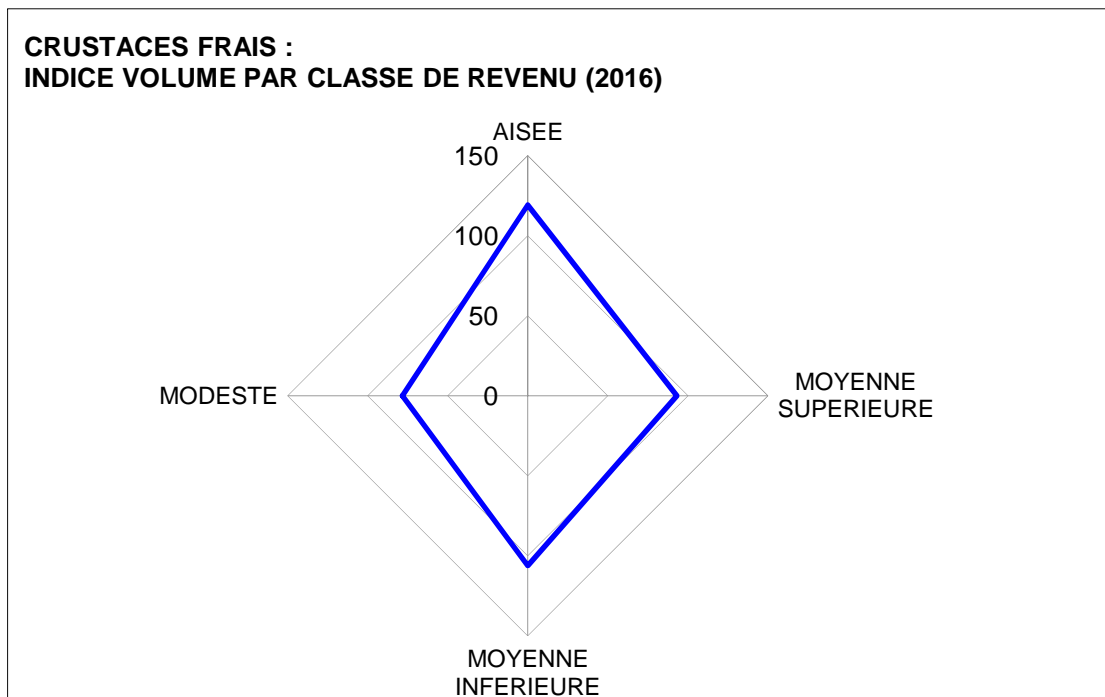 CRUSTACES FRAIS :
INDICE VOLUME PAR CLASSE DE REVENU (2016)
AISEE
150
100
50
0
MODESTE
MOYENNE
SUPERIEURE
MOYENNE
INFERIEURE